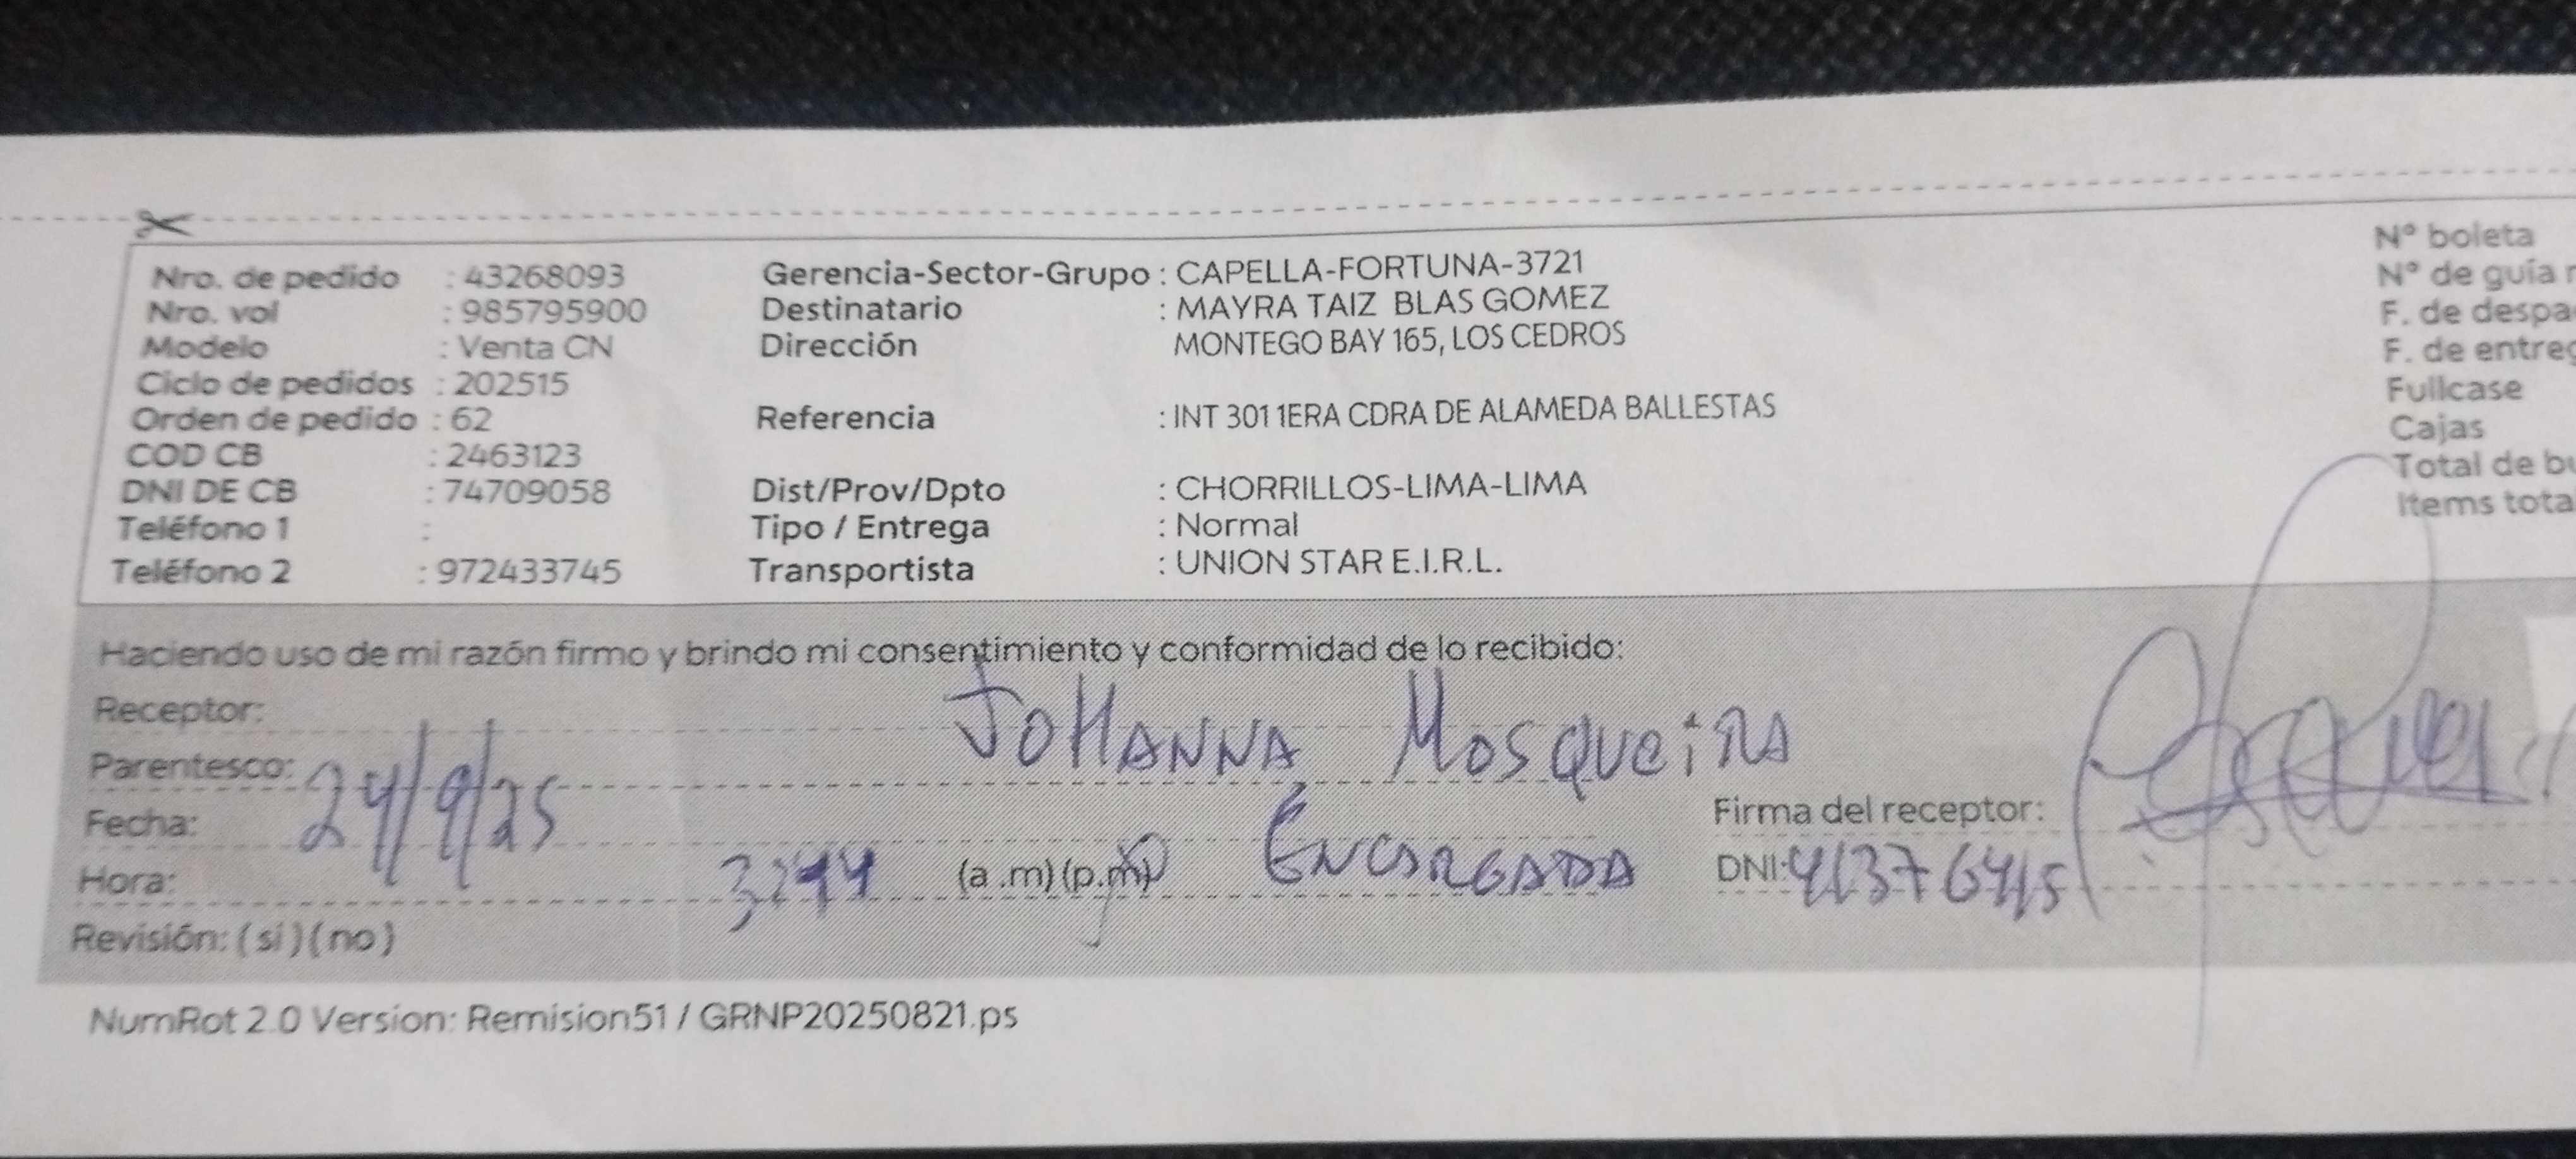 Nro. de pedido : 43268093
Nro. vol : 985795900
Modelo : Venta CN
Ciclo de pedidos : 202515
Orden de pedido : 62
COD CB : 2463123
DNI DE CB : 74709058
Teléfono 1 :
Teléfono 2 : 972433745
Gerencia-Sector-Grupo : CAPELLA-FORTUNA-3721
Destinatario : MAYRA TAIZ BLAS GOMEZ
Dirección MONTEGO BAY 165, LOS CEDROS
Referencia : INT 301 1ERA CDRA DE ALAMEDA BALLESTAS
Dist/Prov/Dpto : CHORRILLOS-LIMA-LIMA
Tipo / Entrega : Normal
Transportista : UNION STAR E.I.R.L.
N° boleta
N° de guía
F. de
F. de
Fullcase
Cajas
Total de
Items
Haciendo uso de mi razón firmo y brindo mi consentimiento y conformidad de lo recibido:
Receptor: JOHANNA MOSQUEiRA
Parentesco: ENCARGADA
Fecha: 24/9/25
Hora: (a .m) (p.m)
Revisión: (si) (no)
Firma del receptor:
DNI: 41376415
NumRot 2.0 Version: Remision51 / GRNP20250821.ps